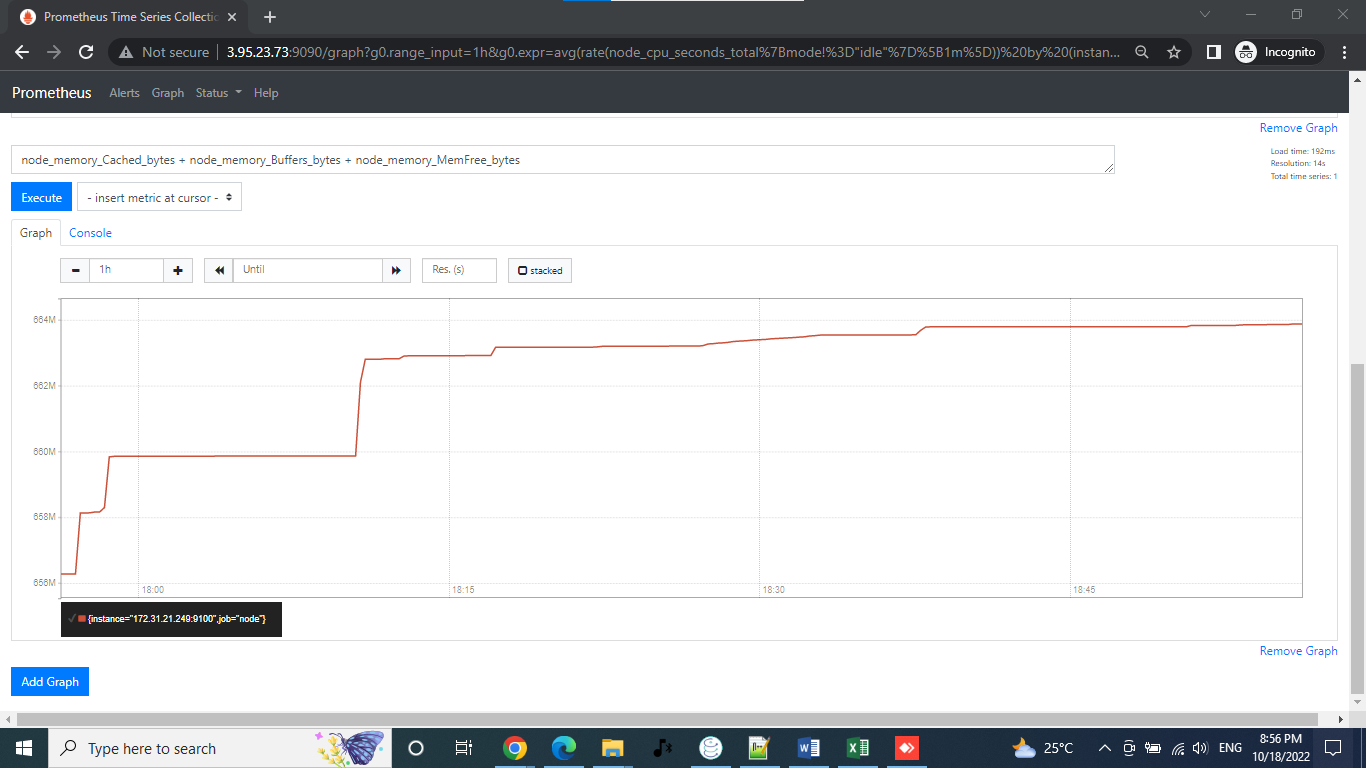 Prometheus Time Series Collectio
Not secure
3.95.23.73:9090/graph?g0.range_input=1h&g0.expr=avg(rate(node_cpu_seconds_total%7Bmode!%3D"idle"%7D%5B1m%5D))%20by%20(instan...
Incognito
Prometheus Alerts Graph Status Help
Remove Graph
node_memory_Cached_bytes + node_memory_Buffers_bytes + node_memory_MemFree_bytes
Load time: 192ms
Resolution: 14s
Total time series: 1
Execute
- insert metric at cursor -
Graph Console
1h
Until
Res. (s)
stacked
664M
662M
660M
658M
656M
18:00 18:15 18:30 18:45
{instance="172.31.21.249:9100",job="node"}
Remove Graph
Add Graph
Type here to search
25°C
ENG
8:56 PM
10/18/2022